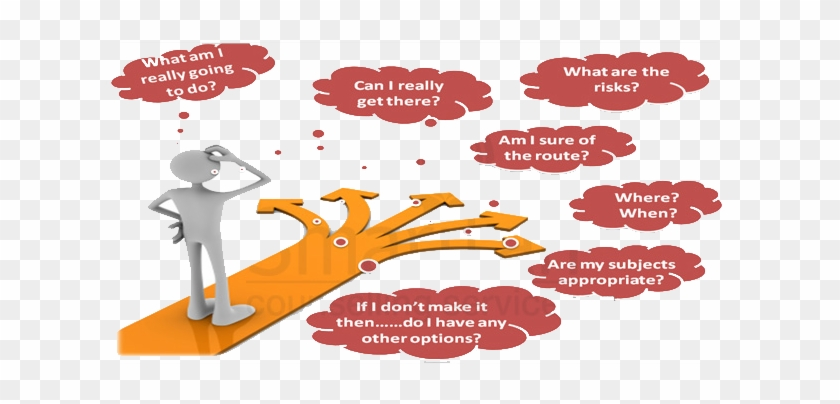 What am I
really going
to do?
Can I really
get there?
What are the
risks?
Am I sure of
the route?
Where?
When?
Are my subjects
appropriate?
If I don't make it
then......do I have any
other options?